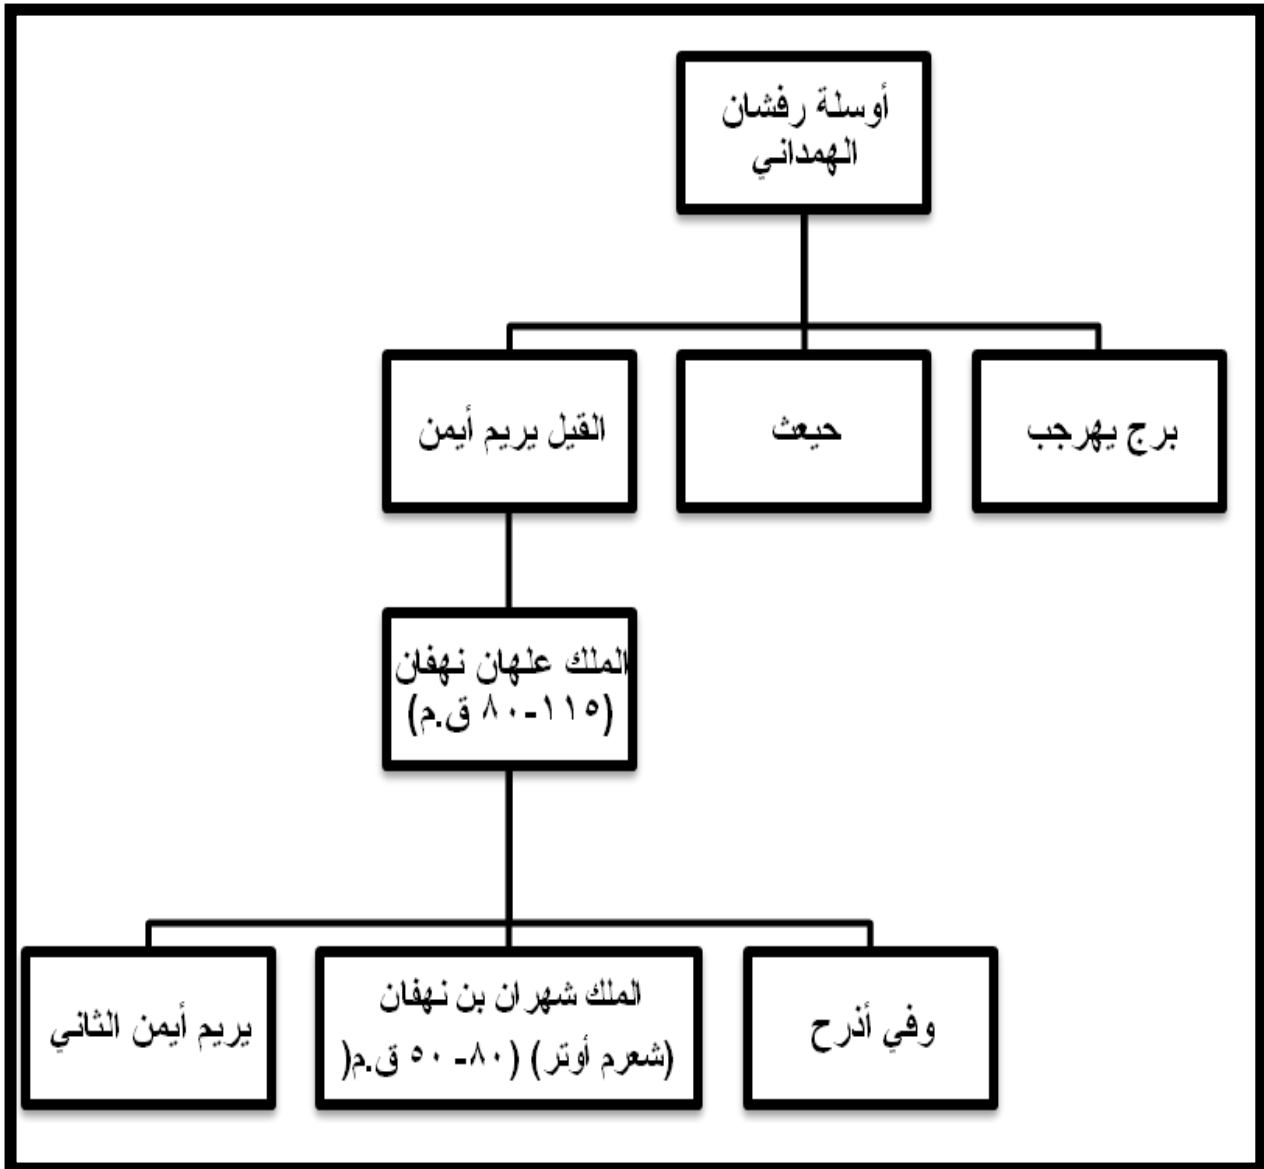 أوسلة رفشان
الهمداني
برج يهرجب
حيعث
القيل يريم أيمن
الملك علهان نهفان
(١١٥-٨٠ ق.م)
وفي أذرح
الملك شهران بن نهفان
(شعرم أوتر) (٨٠- ٥٠ ق.م(
يريم أيمن الثاني